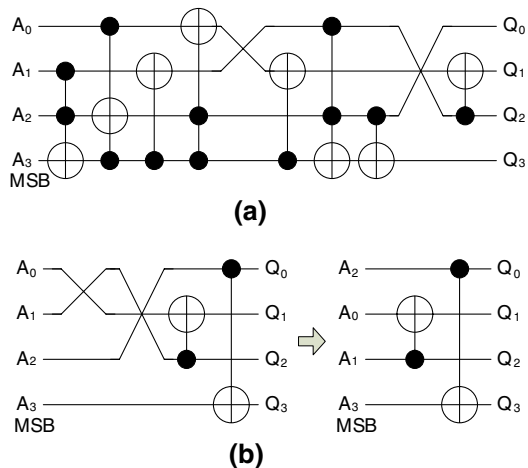 A0 Q0
A1 Q1
A2 Q2
A3 Q3
MSB
(a)
A0 Q0 A2 Q0
A1 Q1 A0 Q1
A2 Q2 A1 Q2
A3 Q3 A3 Q3
MSB MSB
(b)